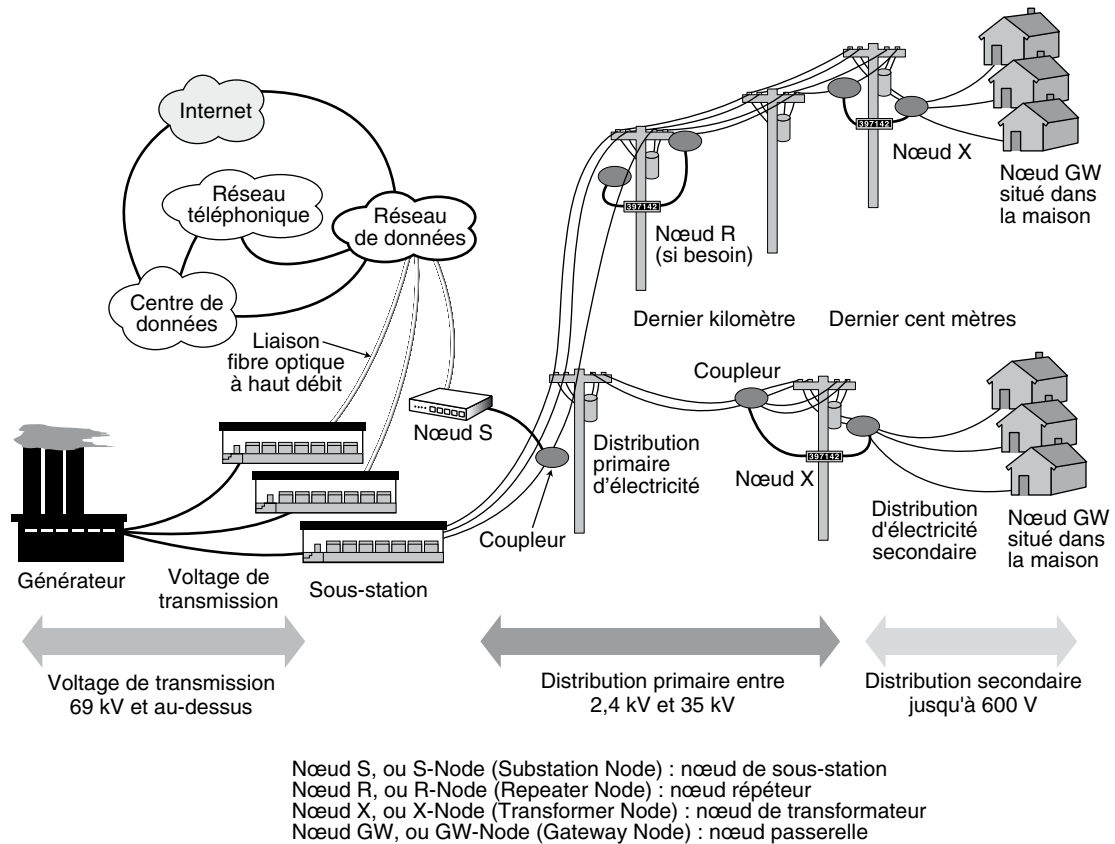 Internet
Réseau
téléphonique
Réseau
de données
Centre de
données
Liaison
fibre optique
à haut débit
Nœud S
397142
Nœud R
(si besoin)
397142
Nœud X
Nœud GW
situé dans
la maison
Dernier kilomètre
Dernier cent mètres
Coupleur
Distribution
primaire
d'électricité
397142
Nœud X
Distribution
d'électricité
secondaire
Nœud GW
situé dans
la maison
Coupleur
Générateur
Voltage de
transmission
Sous-station
Voltage de transmission
69 kV et au-dessus
Distribution primaire entre
2,4 kV et 35 kV
Distribution secondaire
jusqu'à 600 V
Nœud S, ou S-Node (Substation Node) : nœud de sous-station
Nœud R, ou R-Node (Repeater Node) : nœud répéteur
Nœud X, ou X-Node (Transformer Node) : nœud de transformateur
Nœud GW, ou GW-Node (Gateway Node) : nœud passerelle